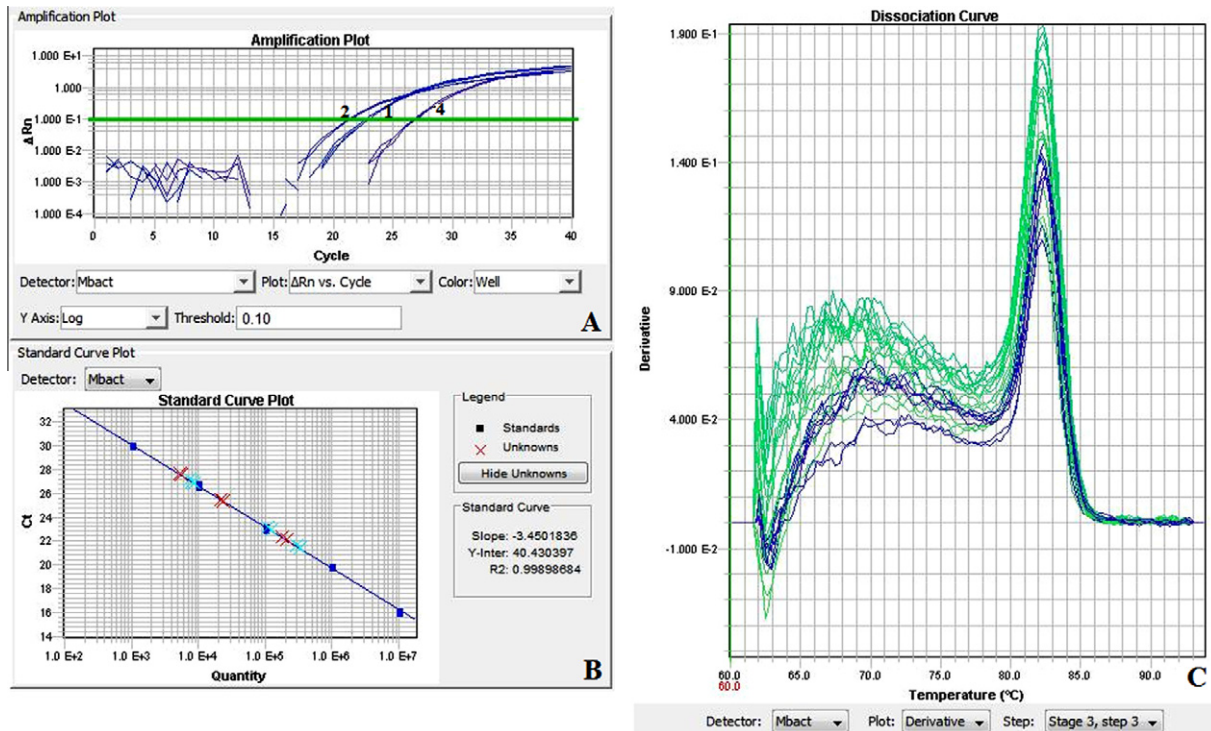 Amplification Plot
Amplification Plot
1.000 E+1
1.000
1.000 E-1
1.000 E-2
1.000 E-3
1.000 E-4
Δ Rn
2 1 4
0 5 10 15 20 25 30 35 40
Cycle
Detector: Mbact Plot: ΔRn vs. Cycle Color: Well
Y Axis: Log Threshold: 0.10
A
Standard Curve Plot
Detector: Mbact
Standard Curve Plot
32
30
28
26
24
22
20
18
16
14
Ct
1.0 E+2 1.0 E+3 1.0 E+4 1.0 E+5 1.0 E+6 1.0 E+7
Quantity
Legend
Standards
Unknowns
Hide Unknowns
Standard Curve
Slope: -3.4501836
Y-Inter: 40.430397
R2: 0.99898684
B
Dissociation Curve
1.900 E-1
1.400 E-1
9.000 E-2
4.000 E-2
-1.000 E-2
Derivative
60.0 65.0 70.0 75.0 80.0 85.0 90.0
60.0
Temperature (°C)
C
Detector: Mbact Plot: Derivative Step: Stage 3, step 3